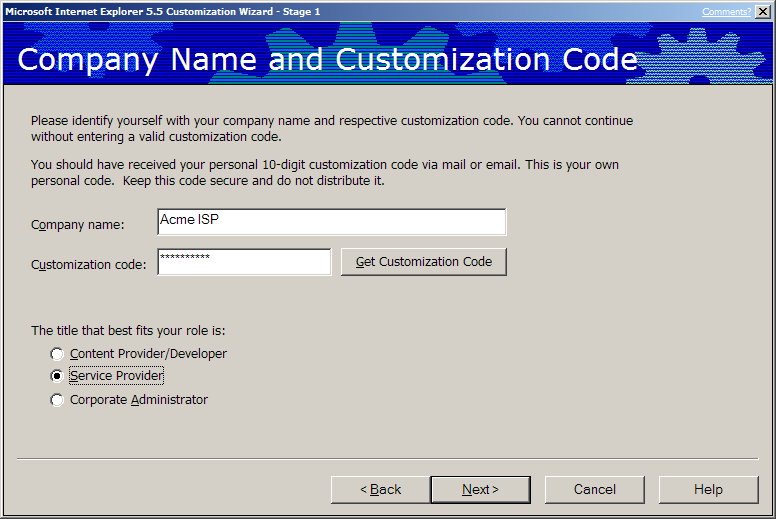 Microsoft Internet Explorer 5.5 Customization Wizard - Stage 1
Comments?
Company Name and Customization Code
Please identify yourself with your company name and respective customization code. You cannot continue
without entering a valid customization code.
You should have received your personal 10-digit customization code via mail or email. This is your own
personal code.  Keep this code secure and do not distribute it.
Company name:
Acme ISP
Customization code:
**********
Get Customization Code
The title that best fits your role is:
Content Provider/Developer
Service Provider
Corporate Administrator
< Back
Next >
Cancel
Help